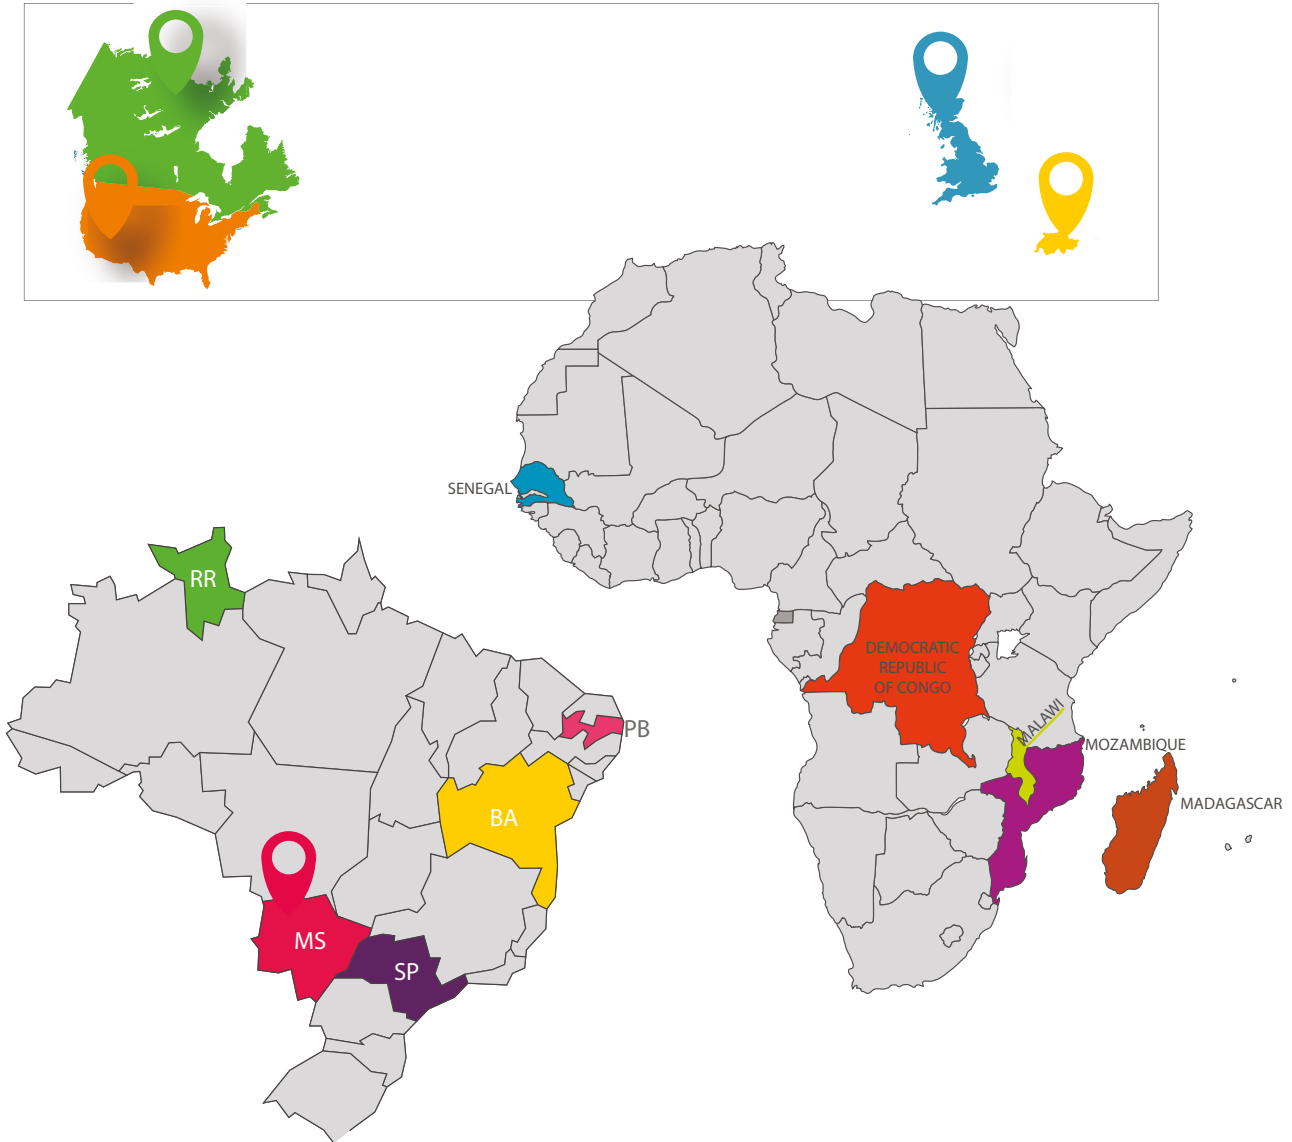 SENEGAL
RR
DEMOCRATIC
REPUBLIC
OF CONGO
MALAWI
PB
MOZAMBIQUE
MADAGASCAR
BA
MS
SP